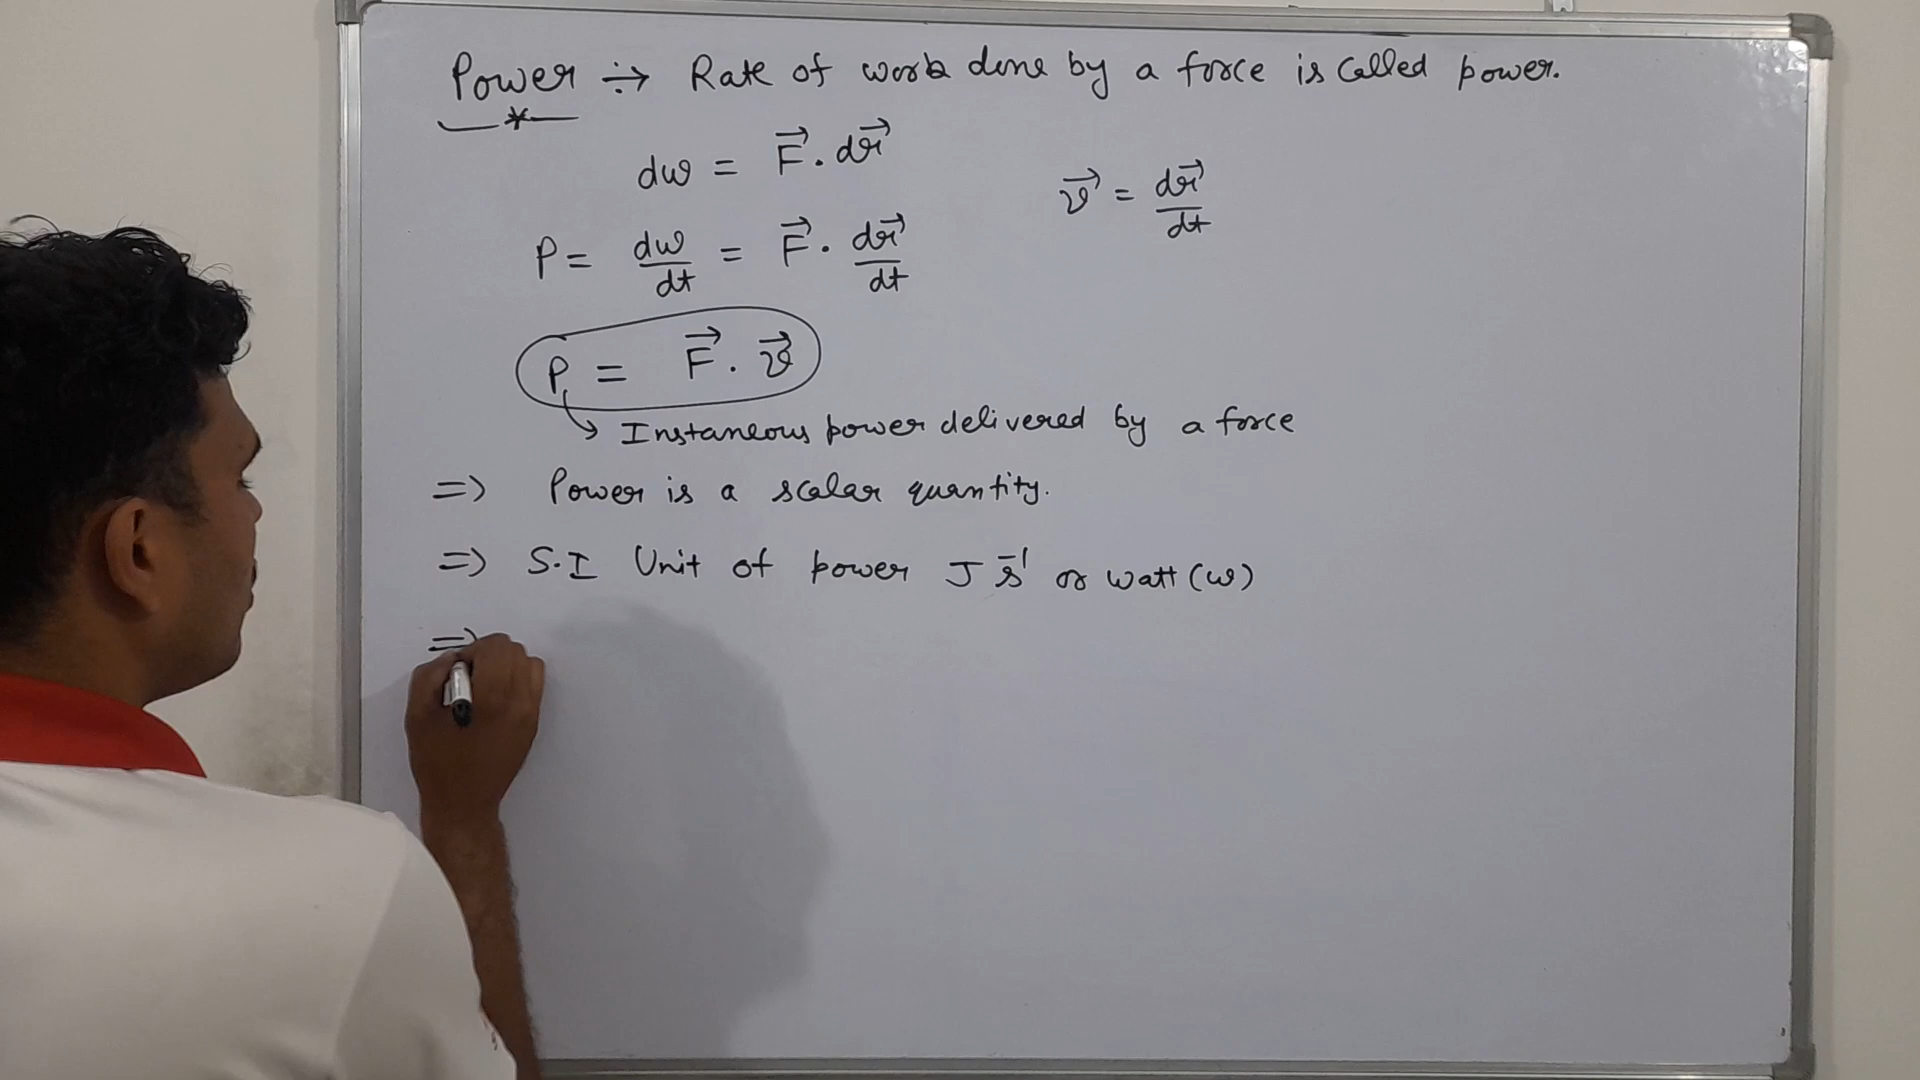 Power ÷→ Rate of work done by a force is called power.
dw = F⃗ . dr⃗
v⃗ = dr⃗/dt
P = dw/dt = F⃗ . dr⃗/dt
P = F⃗ . v⃗
↳ Instaneous power delivered by a force
=> Power is a scalar quantity.
=> S.I Unit of power J s⁻¹ or watt (w)
=>